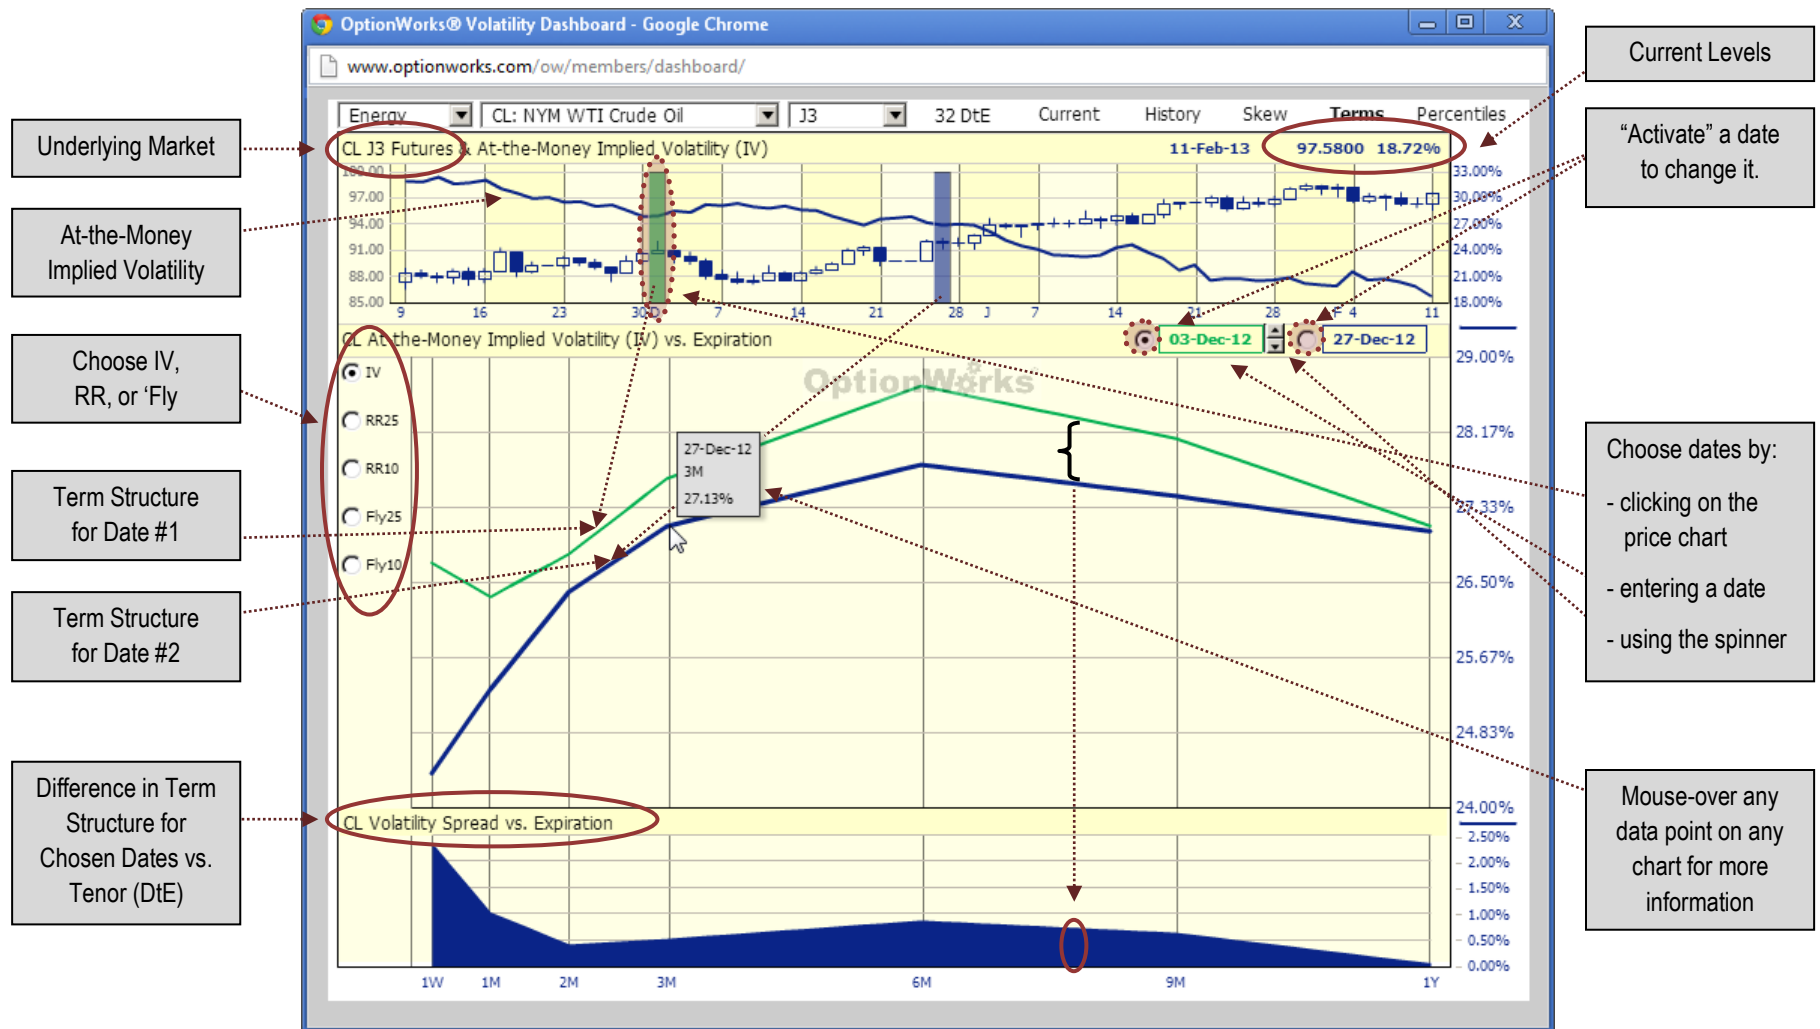 OptionWorks® Volatility Dashboard - Google Chrome
www.optionworks.com/ow/members/dashboard/
Energy
CL: NYM WTI Crude Oil
J3
32 DtE
Current
History
Skew
Terms
Percentiles
CL J3 Futures & At-the-Money Implied Volatility (IV)
11-Feb-13
97.5800 18.72%
100.00
97.00
94.00
91.00
88.00
85.00
33.00%
30.00%
27.00%
24.00%
21.00%
18.00%
9 16 23 30 D 7 14 21 28 J 7 14 21 28 F 4 11
CL At-the-Money Implied Volatility (IV) vs. Expiration
03-Dec-12
27-Dec-12
IV
RR25
RR10
Fly25
Fly10
OptionWorks
27-Dec-12
3M
27.13%
29.00%
28.17%
27.33%
26.50%
25.67%
24.83%
24.00%
CL Volatility Spread vs. Expiration
2.50%
2.00%
1.50%
1.00%
0.50%
0.00%
1W 1M 2M 3M 6M 9M 1Y
Underlying Market
At-the-Money
Implied Volatility
Choose IV,
RR, or ‘Fly
Term Structure
for Date #1
Term Structure
for Date #2
Difference in Term
Structure for
Chosen Dates vs.
Tenor (DtE)
Current Levels
“Activate” a date
to change it.
Choose dates by:
- clicking on the
price chart
- entering a date
- using the spinner
Mouse-over any
data point on any
chart for more
information